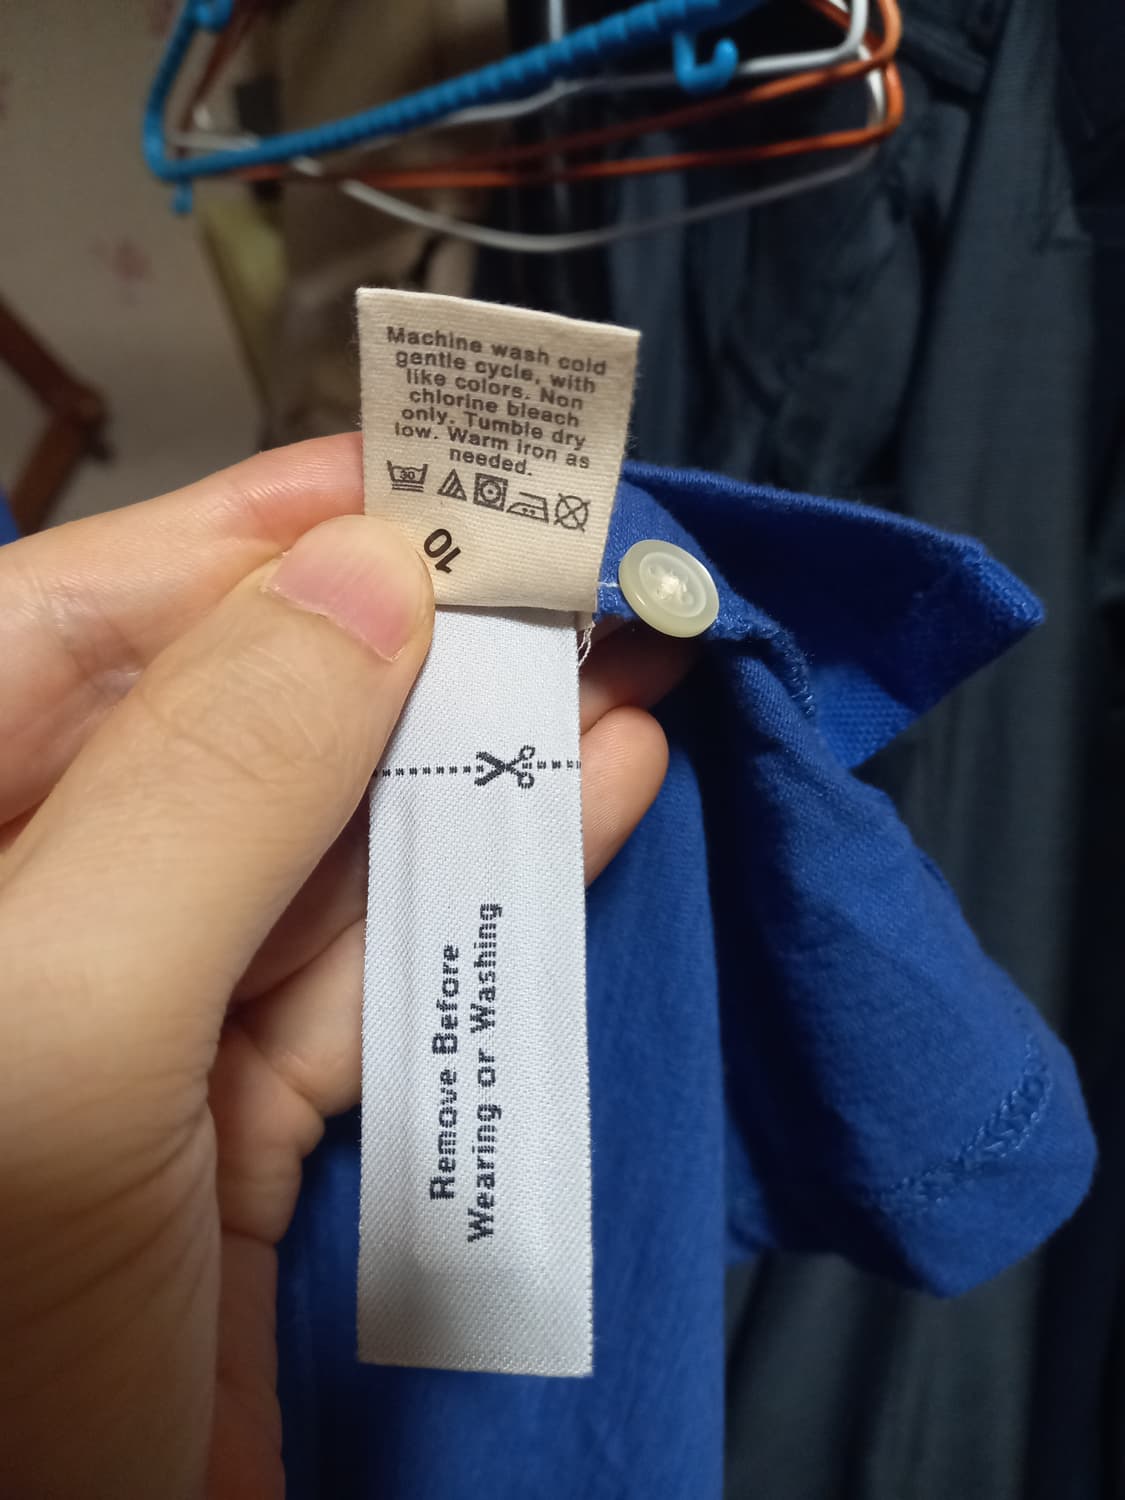 Machine wash cold
gentle cycle, with
like colors. Non
chlorine bleach
only. Tumble dry
low. Warm iron as
needed.
30
10
Remove Before
Wearing or Washing